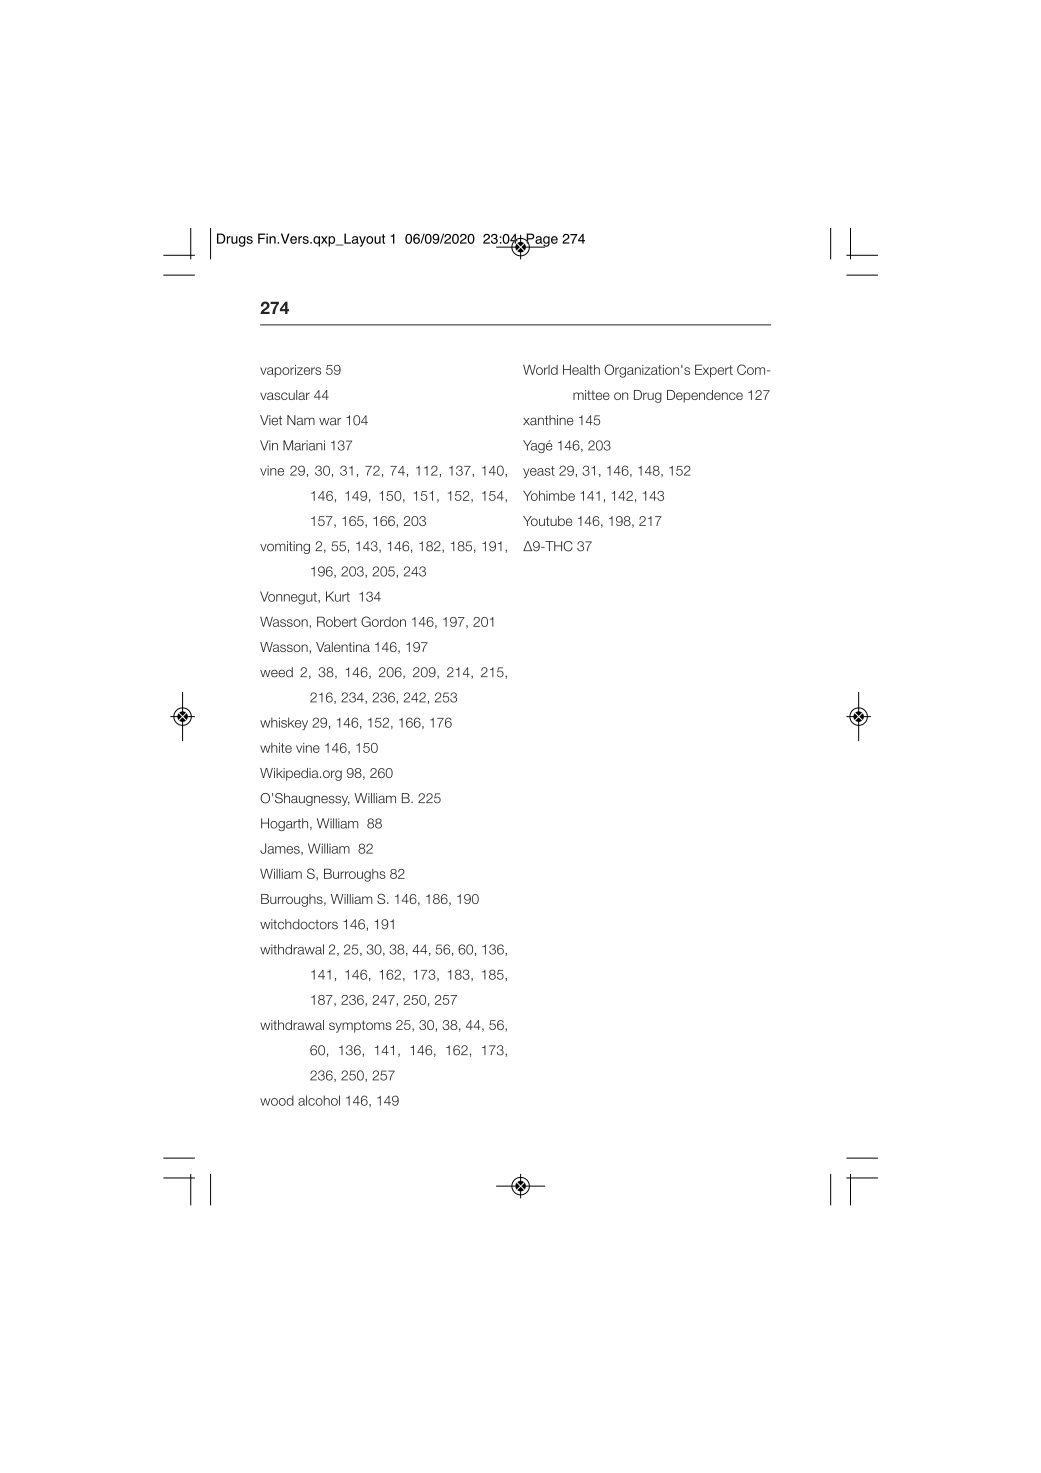 Drugs Fin.Vers.qxp_Layout 1 06/09/2020 23:04 Page 274
274
vaporizers 59
vascular 44
Viet Nam war 104
Vin Mariani 137
vine 29, 30, 31, 72, 74, 112, 137, 140,
146, 149, 150, 151, 152, 154,
157, 165, 166, 203
vomiting 2, 55, 143, 146, 182, 185, 191,
196, 203, 205, 243
Vonnegut, Kurt 134
Wasson, Robert Gordon 146, 197, 201
Wasson, Valentina 146, 197
weed 2, 38, 146, 206, 209, 214, 215,
216, 234, 236, 242, 253
whiskey 29, 146, 152, 166, 176
white vine 146, 150
Wikipedia.org 98, 260
O'Shaugnessy, William B. 225
Hogarth, William 88
James, William 82
William S, Burroughs 82
Burroughs, William S. 146, 186, 190
witchdoctors 146, 191
withdrawal 2, 25, 30, 38, 44, 56, 60, 136,
141, 146, 162, 173, 183, 185,
187, 236, 247, 250, 257
withdrawal symptoms 25, 30, 38, 44, 56,
60, 136, 141, 146, 162, 173,
236, 250, 257
wood alcohol 146, 149
World Health Organization's Expert Com-
mittee on Drug Dependence 127
xanthine 145
Yagé 146, 203
yeast 29, 31, 146, 148, 152
Yohimbe 141, 142, 143
Youtube 146, 198, 217
Δ9-THC 37